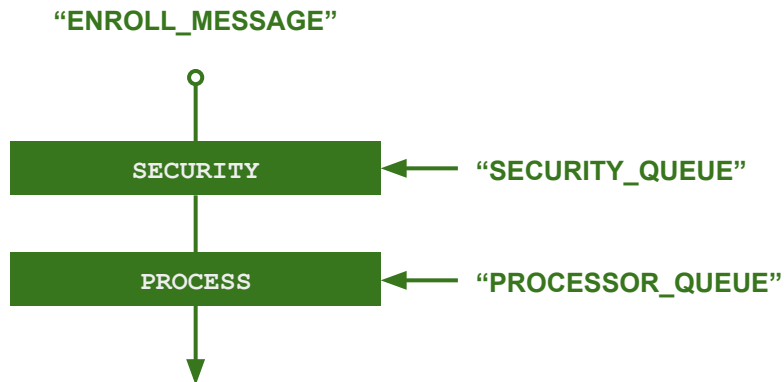 “ENROLL_MESSAGE”
SECURITY
“SECURITY_QUEUE”
PROCESS
“PROCESSOR_QUEUE”